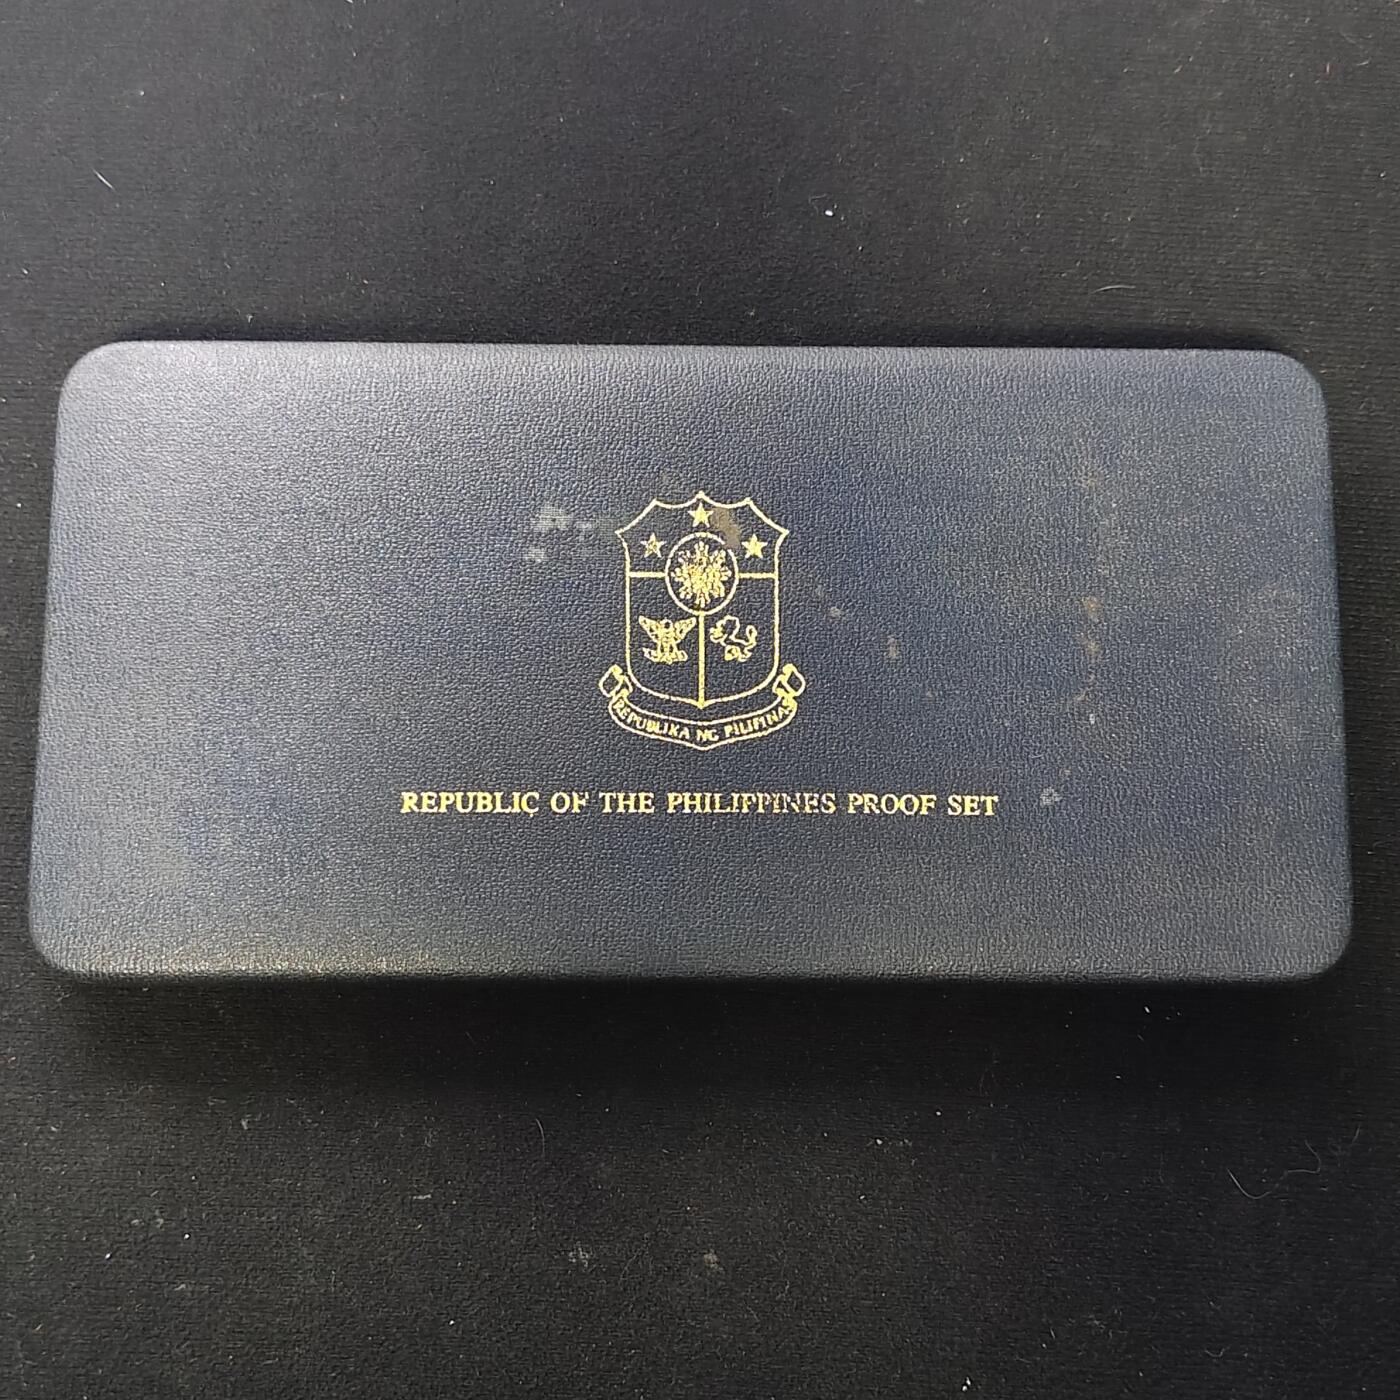 REPUBLIKA NG PILIPINAS
REPUBLIC OF THE PHILIPPINES PROOF SET